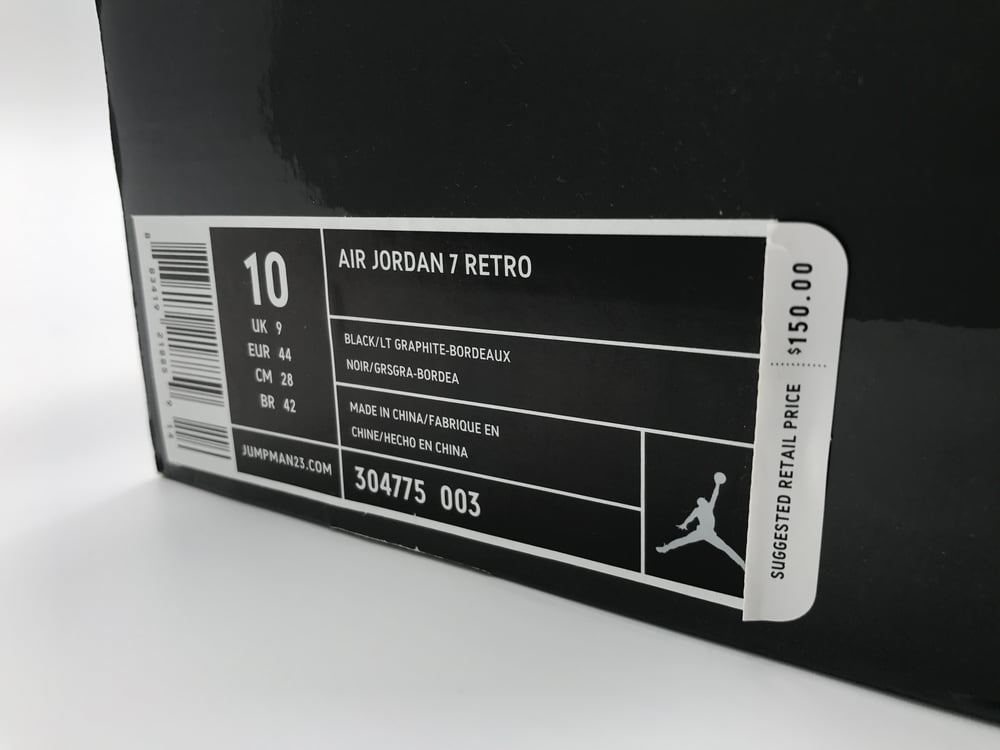 10
UK 9
EUR 44
CM 28
BR 42
JUMPMAN23.COM
AIR JORDAN 7 RETRO
BLACK/LT GRAPHITE-BORDEAUX
NOIR/GRSGRA-BORDEA
MADE IN CHINA/FABRIQUE EN
CHINE/HECHO EN CHINA
304775 003
SUGGESTED RETAIL PRICE $150.00